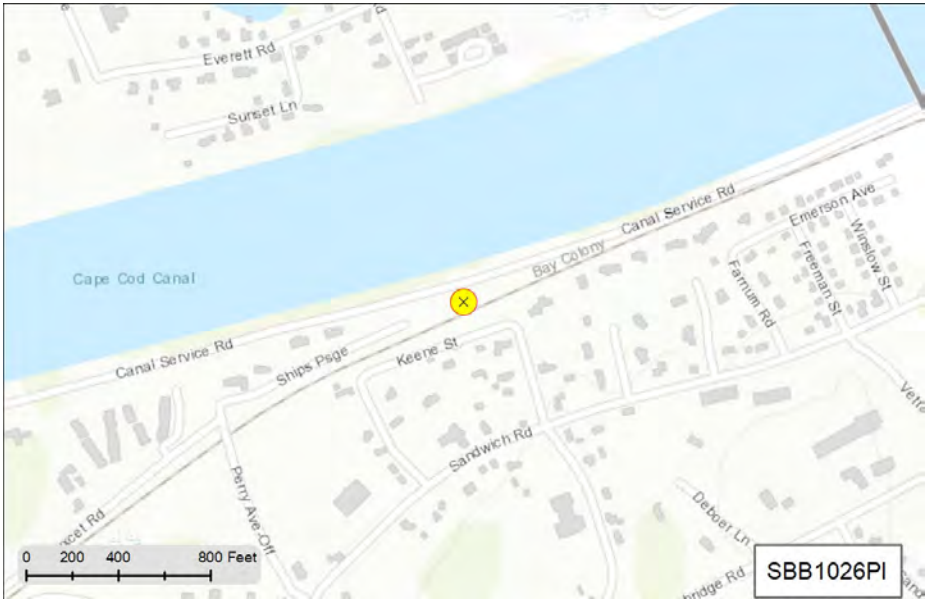 Everett Rd
Sunset Ln
Canal Service Rd
Bay Colony
Emerson Ave
Winslow St
Freeman St
Farnum Rd
Cape Cod Canal
Canal Service Rd
Ships Psge
Keene St
Sandwich Rd
Perry Ave-Off
Deboer Ln
0 200 400 800 Feet
SBB1026PI